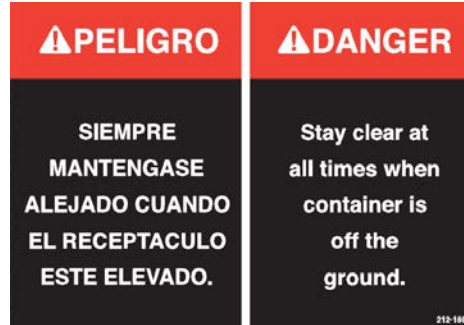 PELIGRO
SIEMPRE
MANTENGASE
ALEJADO CUANDO
EL RECEPTACULO
ESTE ELEVADO.
DANGER
Stay clear at
all times when
container is
off the
ground.